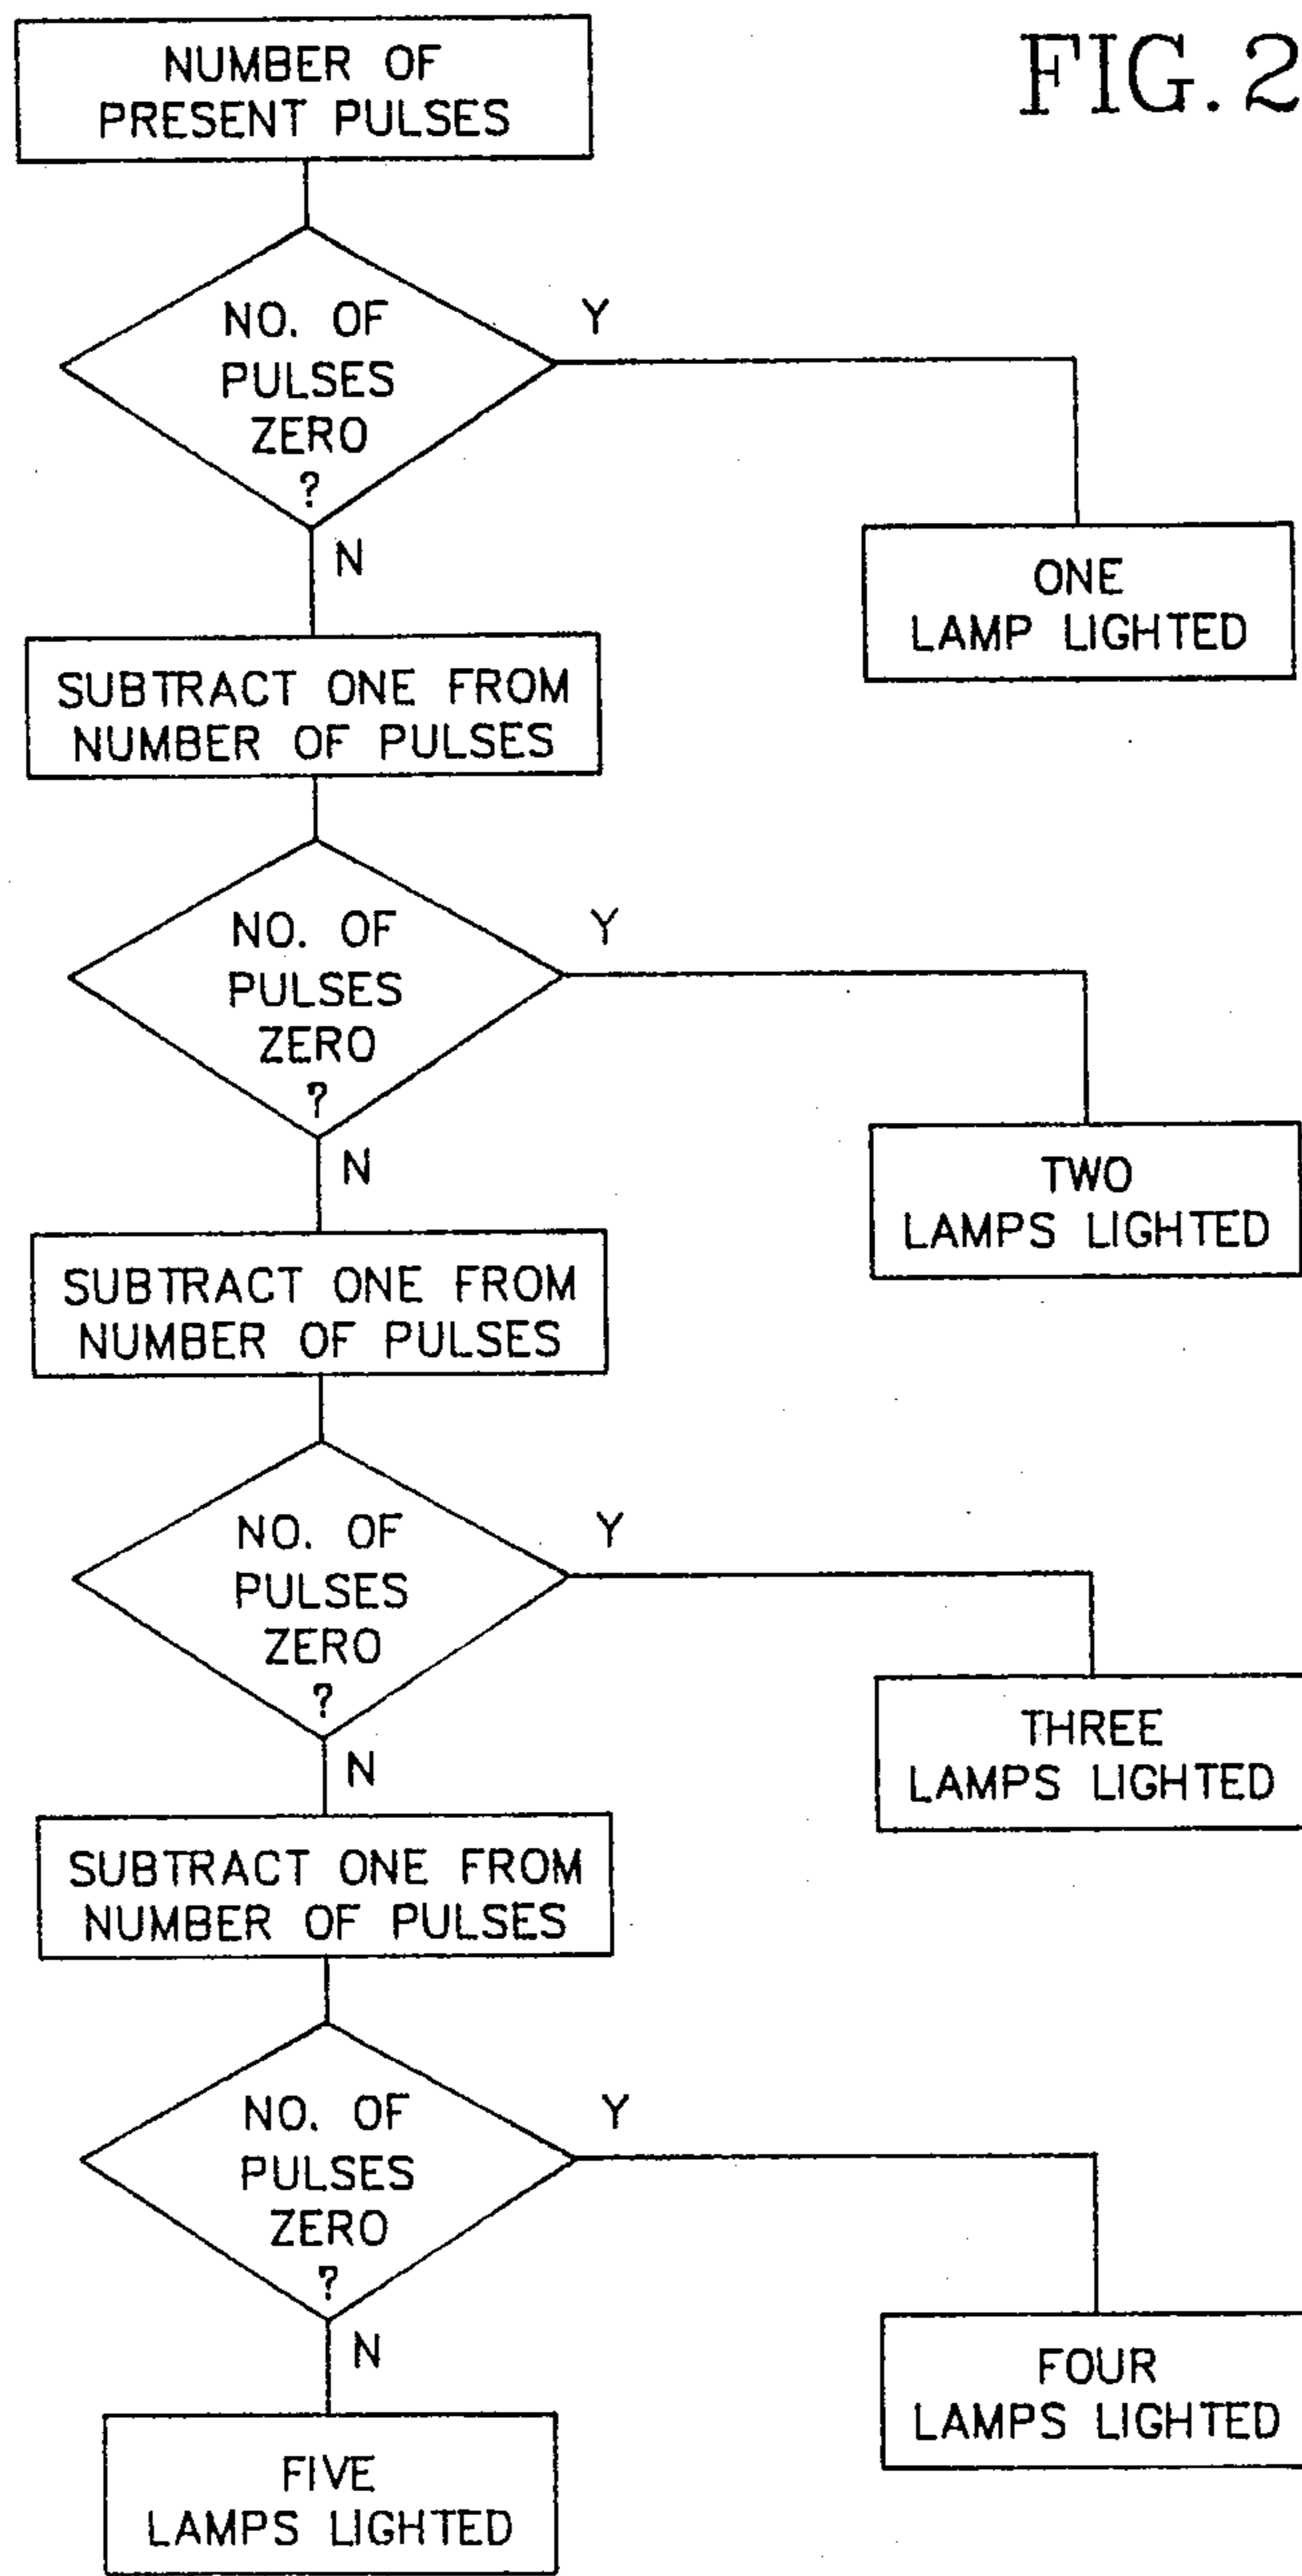 FIG. 2
NUMBER OF
PRESENT PULSES
NO. OF
PULSES
ZERO
?
Y
N
ONE
LAMP LIGHTED
SUBTRACT ONE FROM
NUMBER OF PULSES
NO. OF
PULSES
ZERO
?
Y
N
TWO
LAMPS LIGHTED
SUBTRACT ONE FROM
NUMBER OF PULSES
NO. OF
PULSES
ZERO
?
Y
N
THREE
LAMPS LIGHTED
SUBTRACT ONE FROM
NUMBER OF PULSES
NO. OF
PULSES
ZERO
?
Y
N
FOUR
LAMPS LIGHTED
FIVE
LAMPS LIGHTED